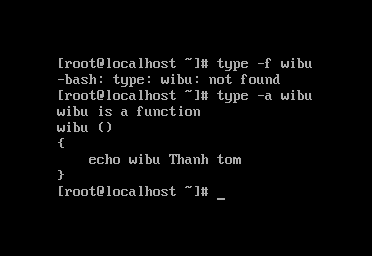 [root@localhost ~]# type -f wibu
-bash: type: wibu: not found
[root@localhost ~]# type -a wibu
wibu is a function
wibu ()
{
    echo wibu Thanh tom
}
[root@localhost ~]# _